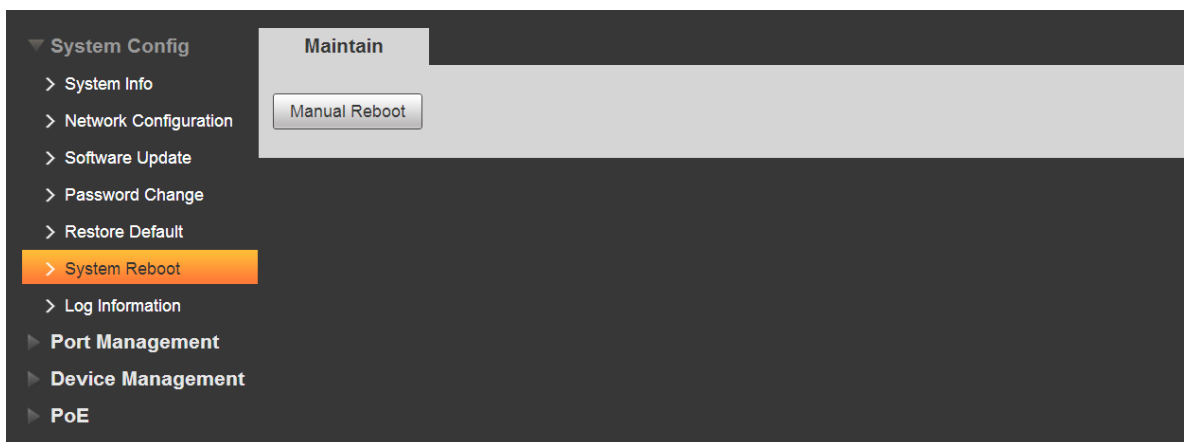 System Config
System Info
Network Configuration
Software Update
Password Change
Restore Default
System Reboot
Log Information
Port Management
Device Management
PoE
Maintain
Manual Reboot